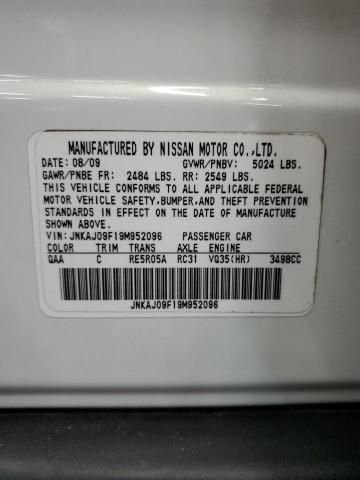 MANUFACTURED BY NISSAN MOTOR CO.,LTD.
DATE: 08/09 GVWR/PNBV: 5024 LBS.
GAWR/PNBE FR: 2484 LBS. RR: 2549 LBS.
THIS VEHICLE CONFORMS TO ALL APPLICABLE FEDERAL
MOTOR VEHICLE SAFETY,BUMPER,AND THEFT PREVENTION
STANDARDS IN EFFECT ON THE DATE OF MANUFACTURE
SHOWN ABOVE.
VIN: JNKAJ09F19M952096 PASSENGER CAR
COLOR TRIM TRANS AXLE ENGINE
QAA C RE5R05A RC31 VQ35(HR) 3498CC
JNKAJ09F19M952096